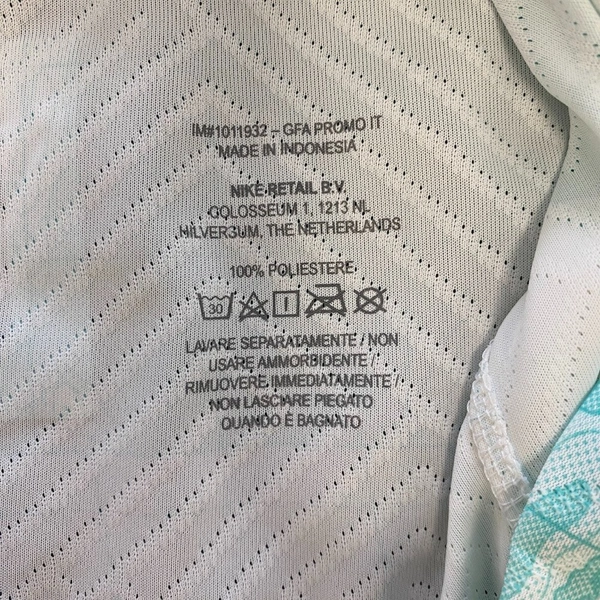 IM#1011932 – GFA PROMO IT
MADE IN INDONESIA
NIKE RETAIL B.V.
COLOSSEUM 1, 1213 NL
HILVERSUM, THE NETHERLANDS
100% POLIESTERE
30
LAVARE SEPARATAMENTE / NON
USARE AMMORBIDENTE /
RIMUOVERE IMMEDIATAMENTE /
NON LASCIARE PIEGATO
QUANDO È BAGNATO